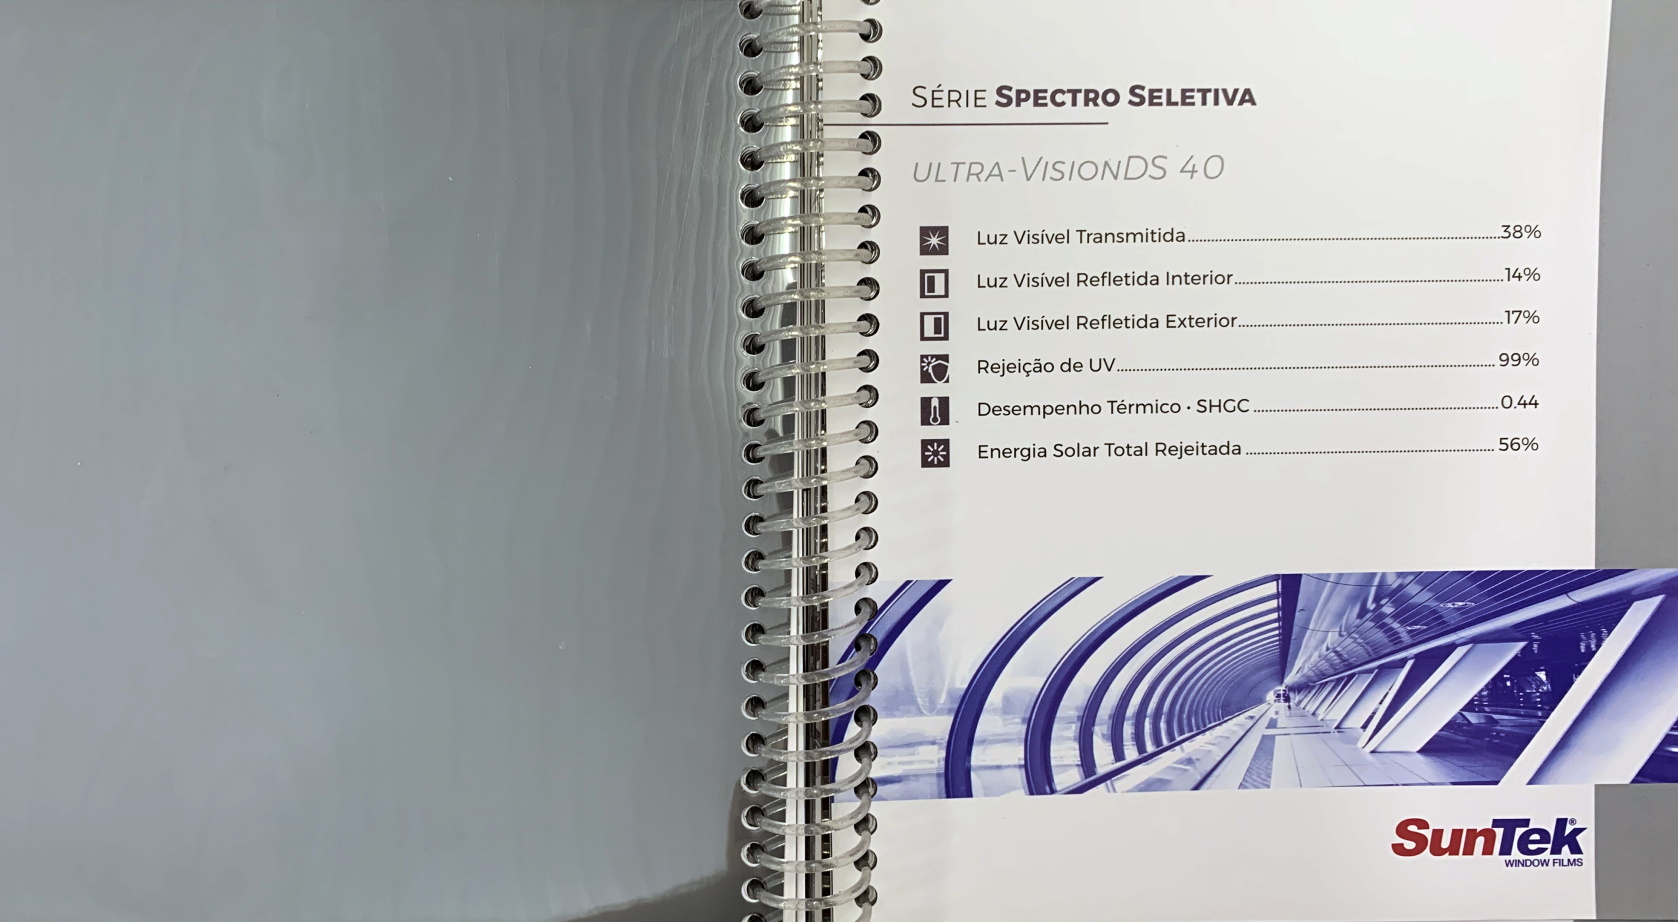 SÉRIE SPECTRO SELETIVA
ULTRA-VISIONDS 40
Luz Visível Transmitida 38%
Luz Visível Refletida Interior 14%
Luz Visível Refletida Exterior 17%
Rejeição de UV 99%
Desempenho Térmico • SHGC 0.44
Energia Solar Total Rejeitada 56%
SunTek®
WINDOW FILMS